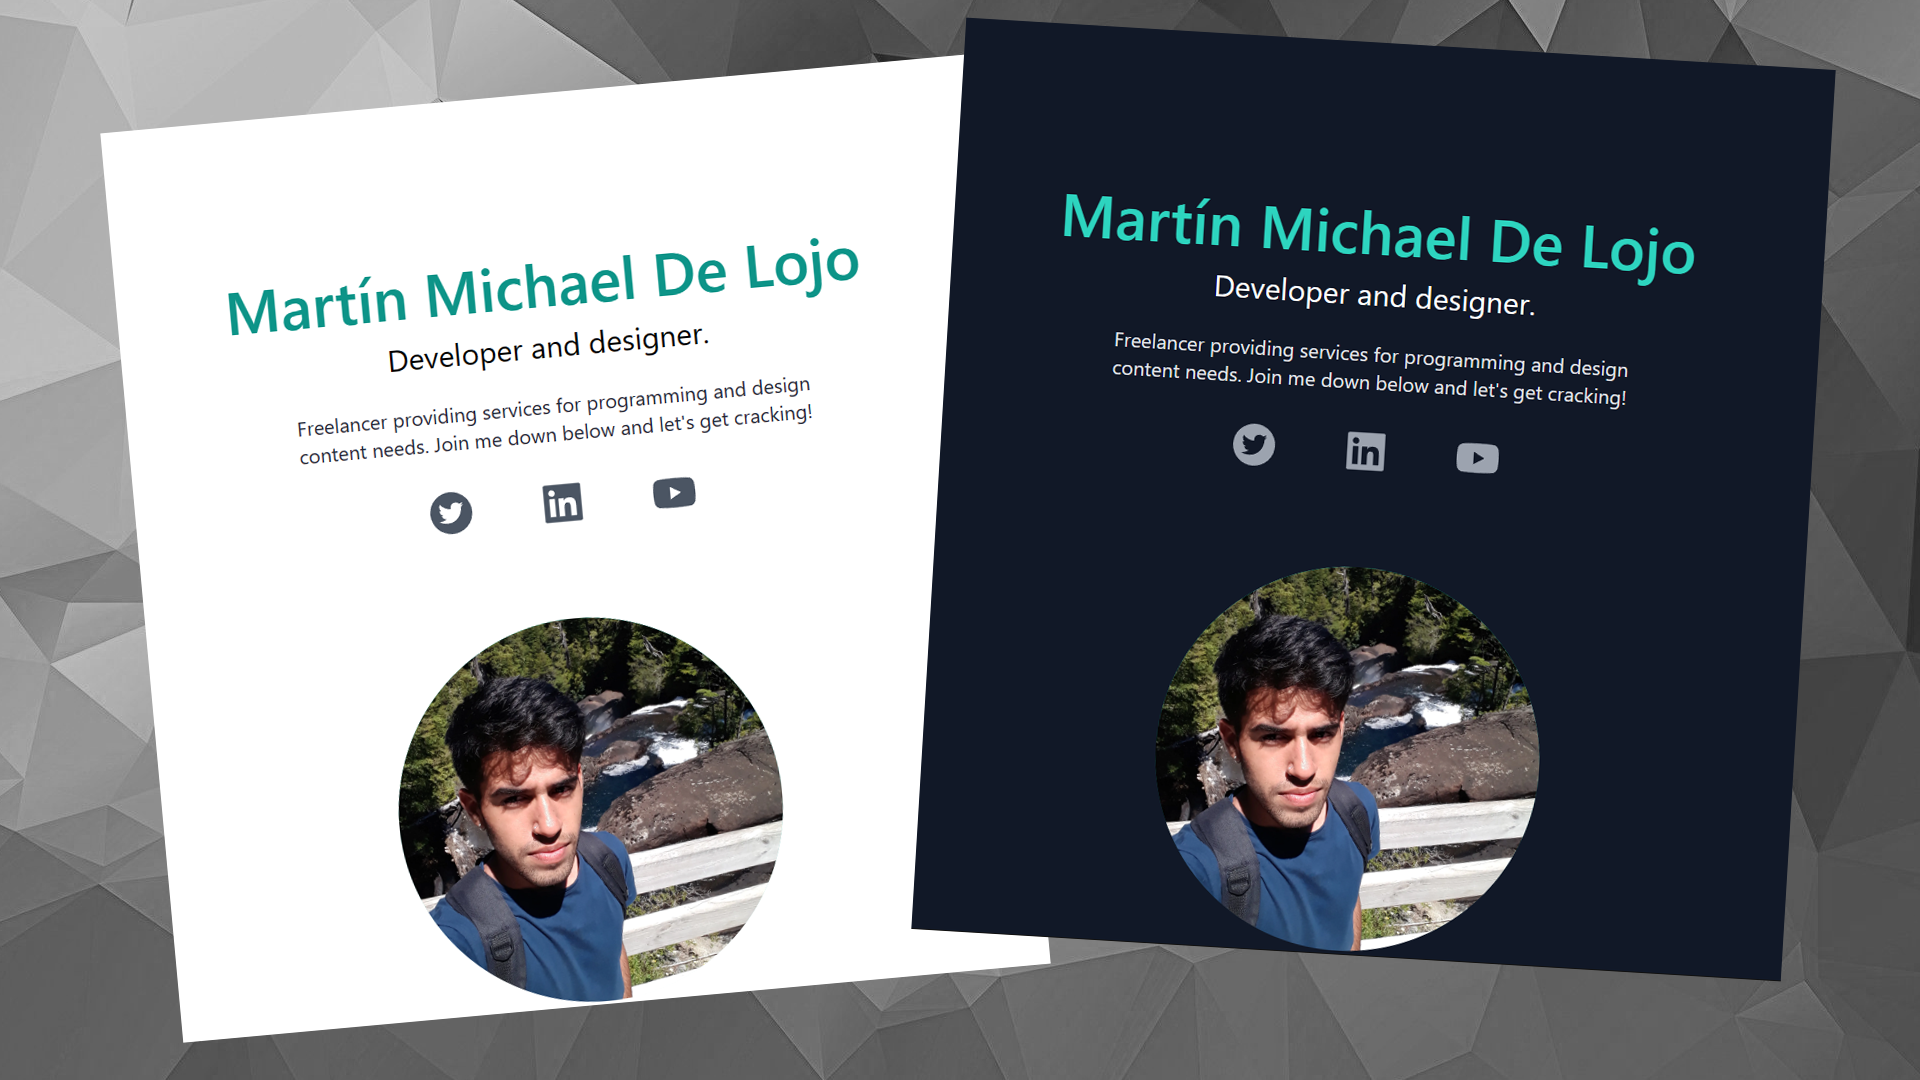 Martín Michael De Lojo
Developer and designer.
Freelancer providing services for programming and design
content needs. Join me down below and let's get cracking!
in
Martín Michael De Lojo
Developer and designer.
Freelancer providing services for programming and design
content needs. Join me down below and let's get cracking!
in